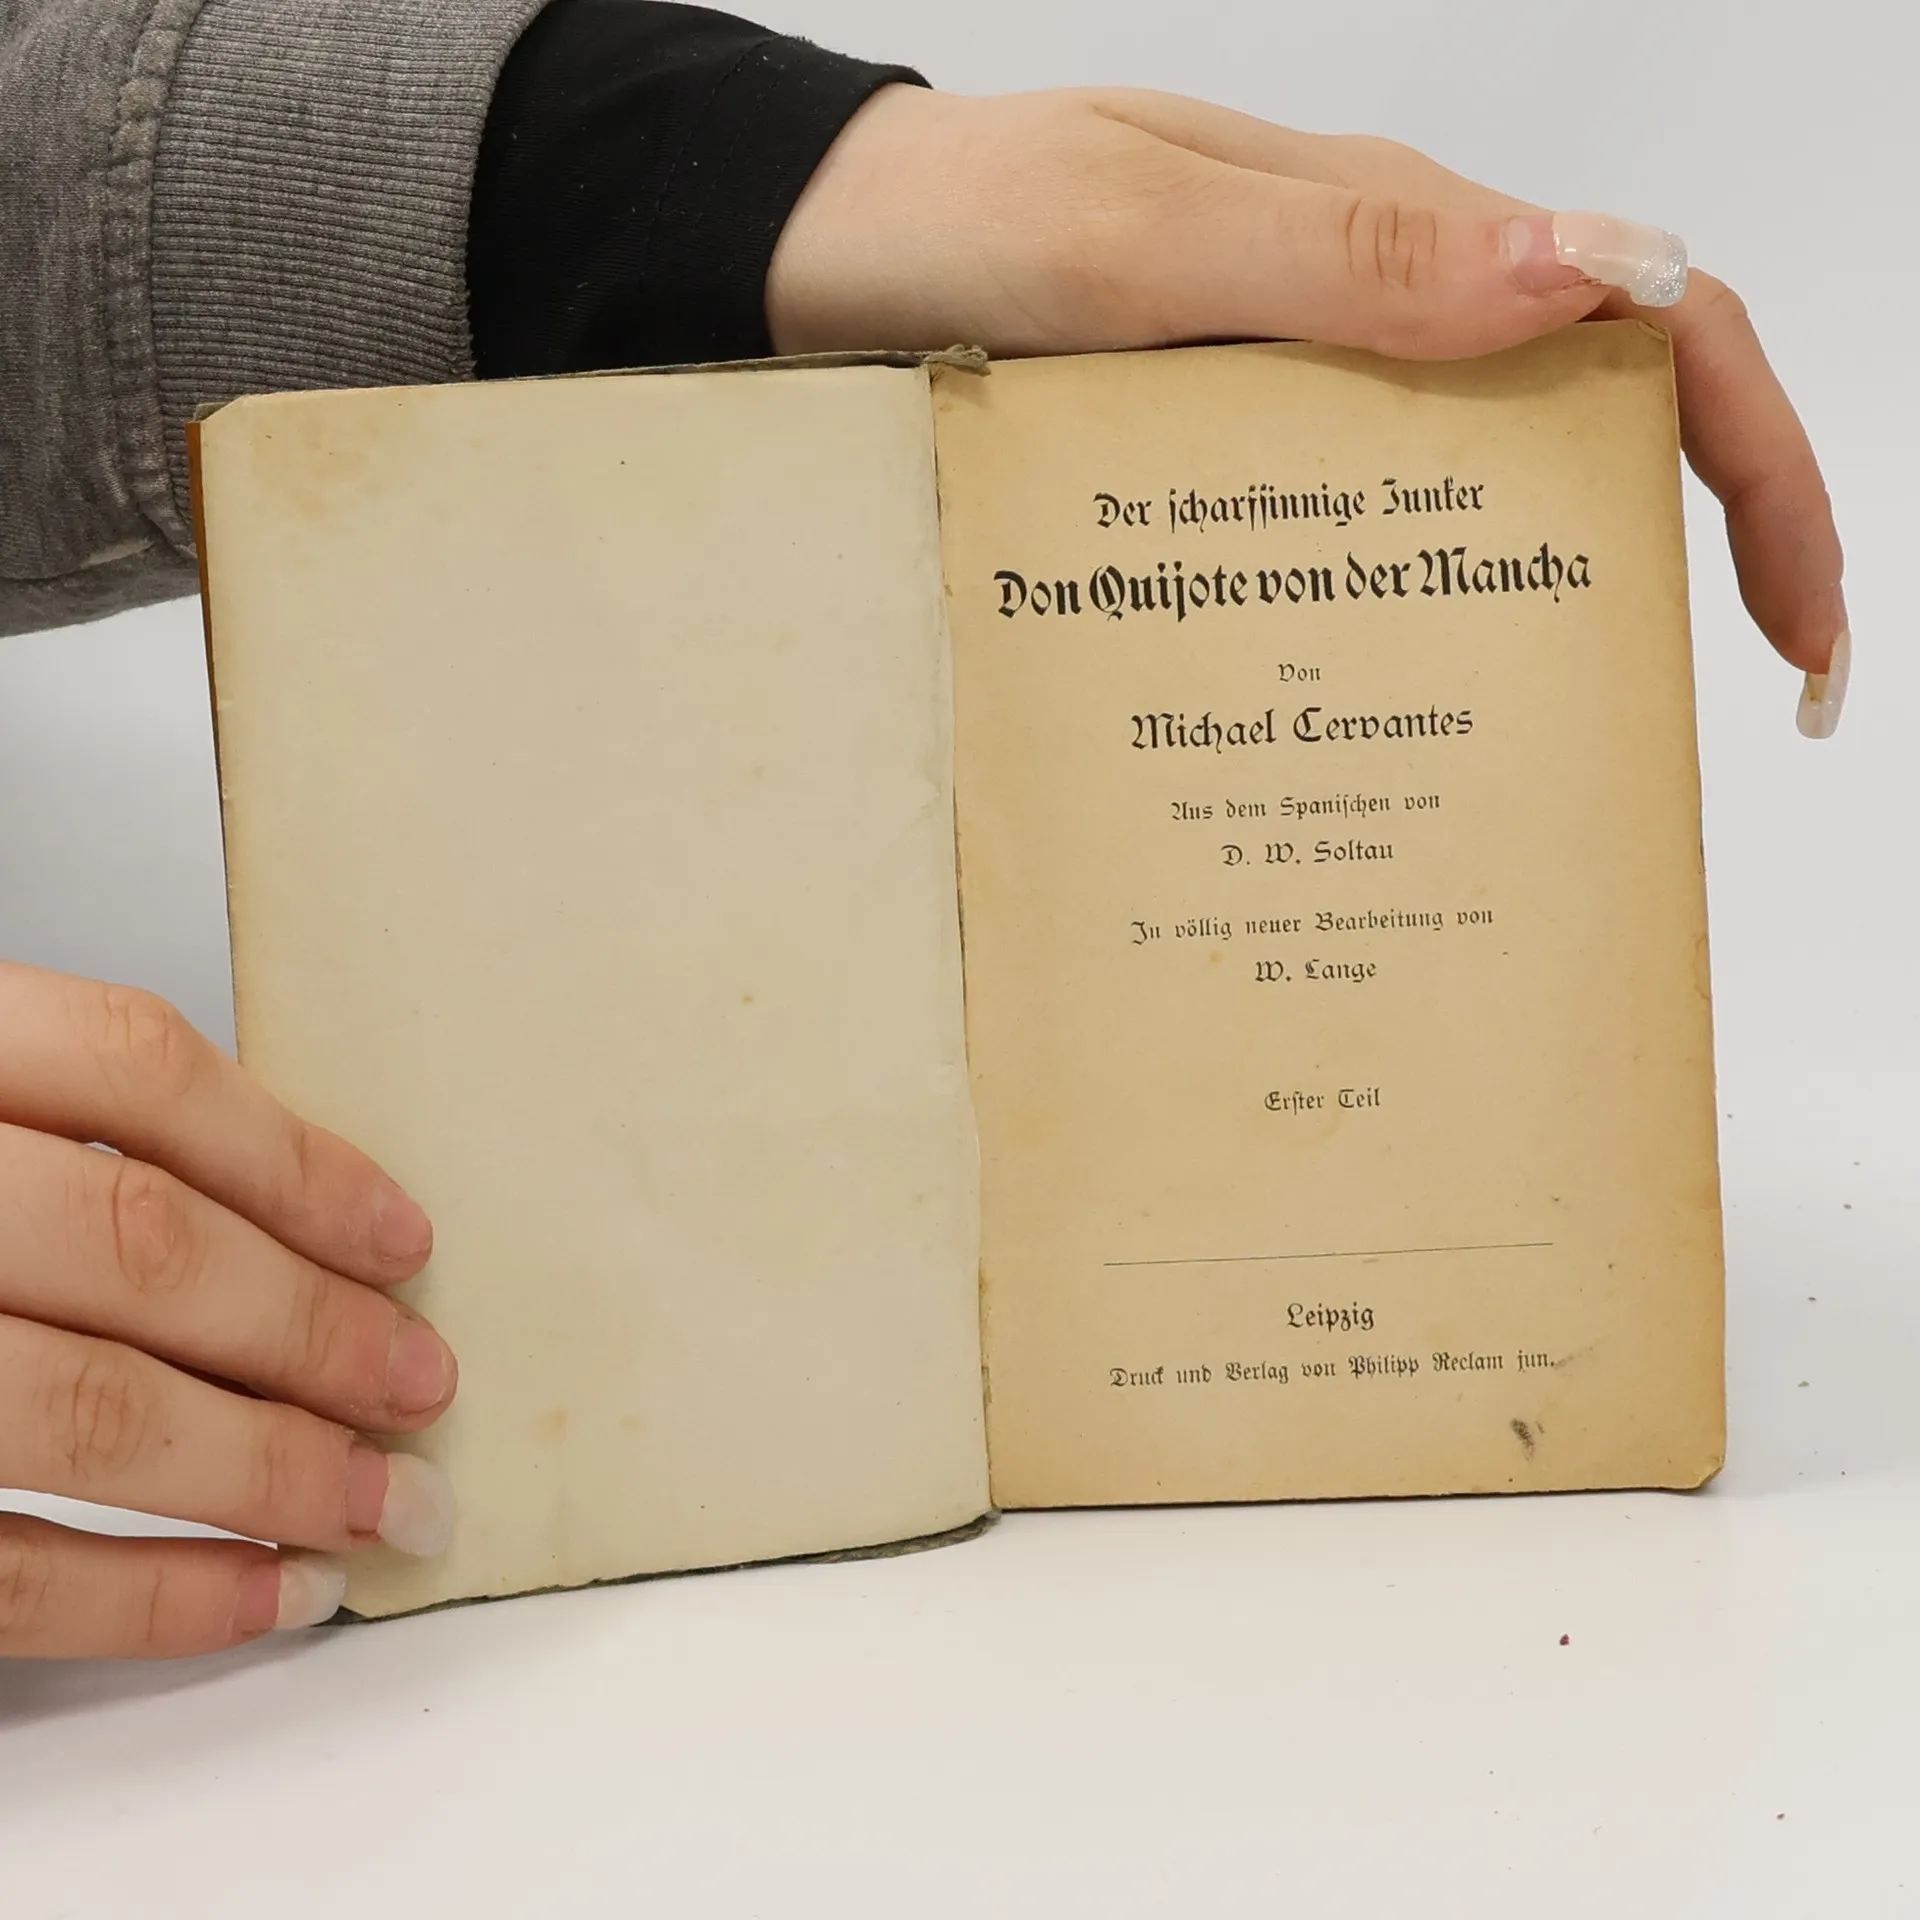 Der scharfsinnige Junker
Don Quijote von der Mancha
Von
Michael Cervantes
Aus dem Spanischen von
D. W. Soltau
In völlig neuer Bearbeitung von
W. Lange
Erster Teil
Leipzig
Druck und Verlag von Philipp Reclam jun.